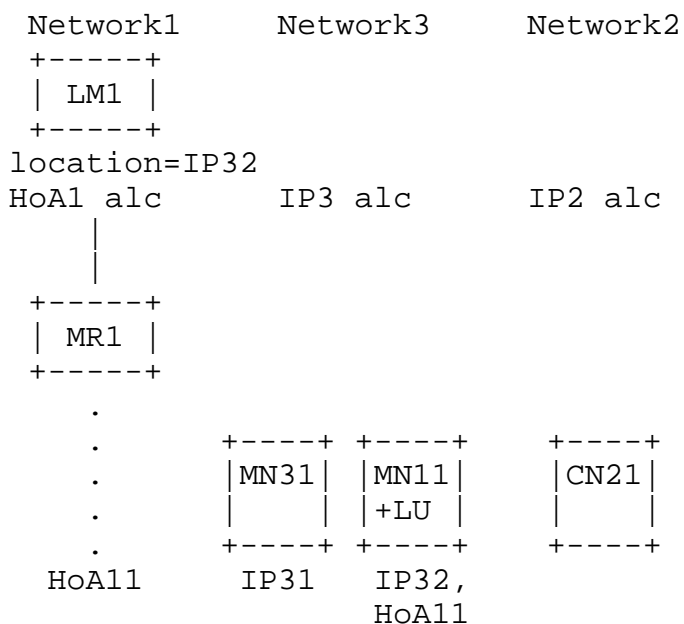 Network1 Network3 Network2
LM1
location=IP32
HoA1 alc IP3 alc IP2 alc
MR1
MN31 MN11 CN21
+LU
HoA11 IP31 IP32,
HoA11